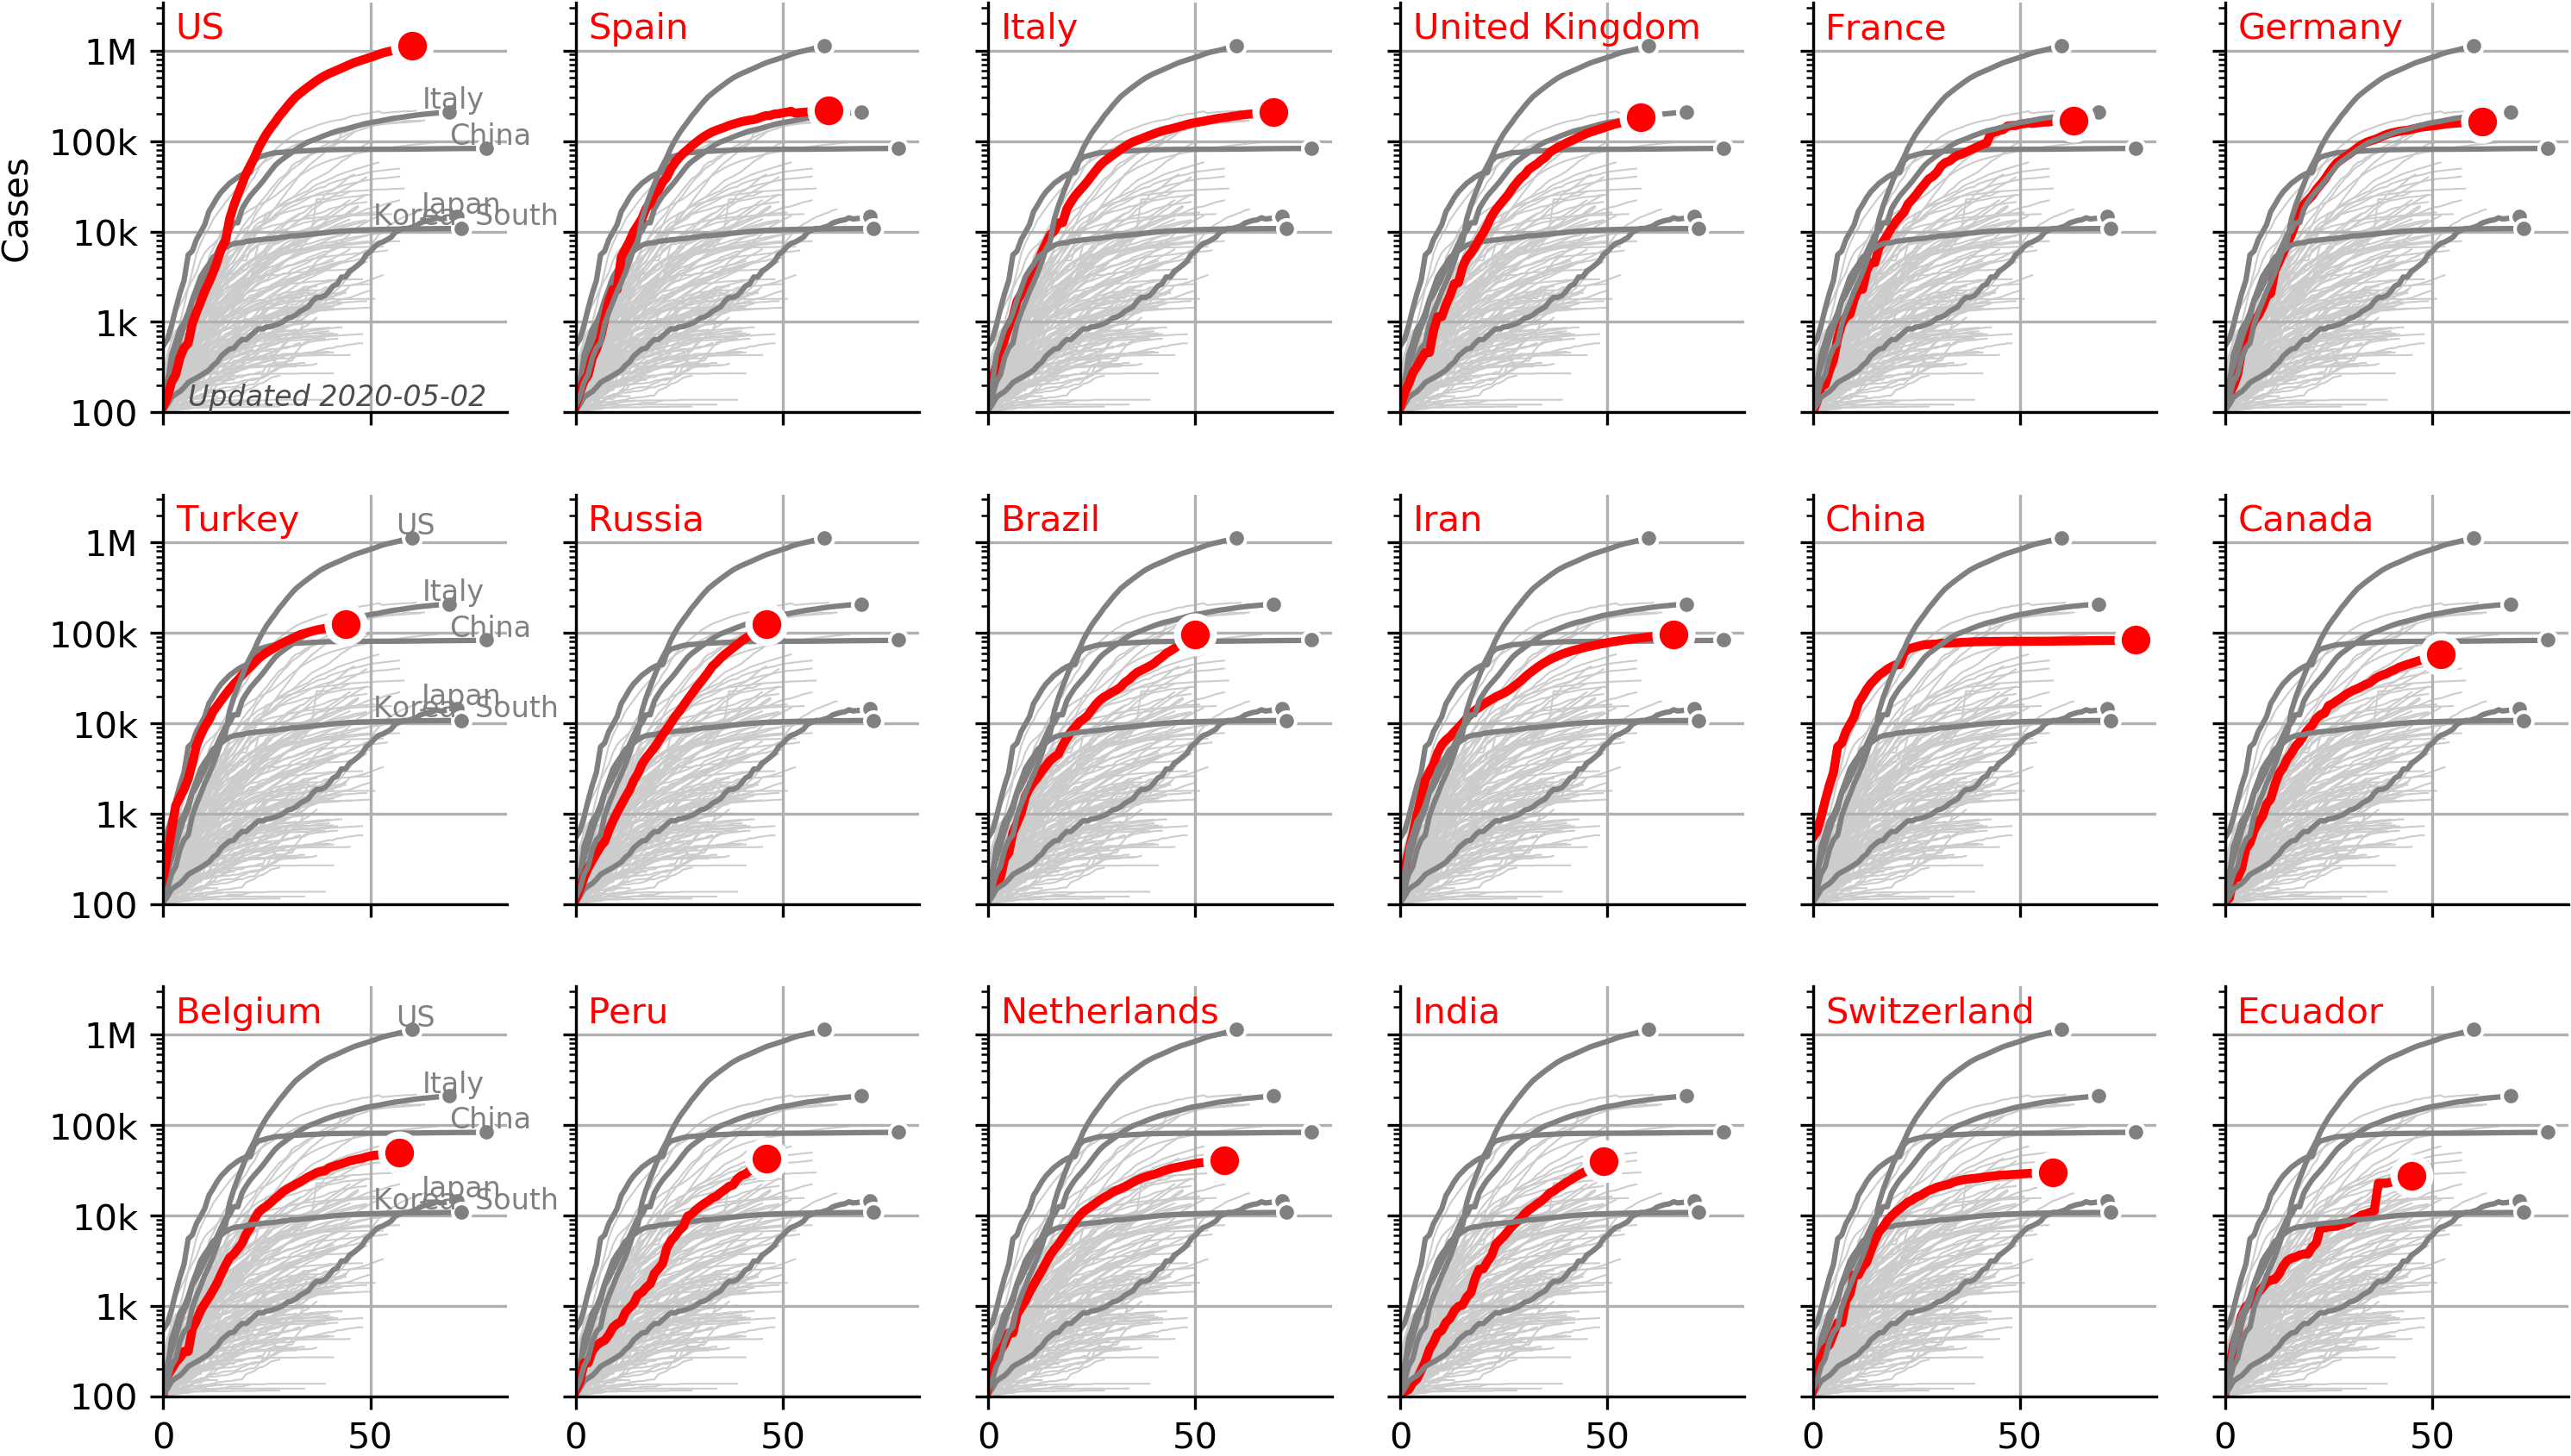 US Spain Italy United Kingdom France Germany
1M
Italy
China
100k
Japan
Korea, South
10k
1k
Updated 2020-05-02
100
Cases
Turkey Russia Brazil Iran China Canada
US
1M
Italy
China
100k
Japan
Korea, South
10k
1k
100
Belgium Peru Netherlands India Switzerland Ecuador
US
1M
Italy
China
100k
Japan
Korea, South
10k
1k
100
0 50 0 50 0 50 0 50 0 50 0 50